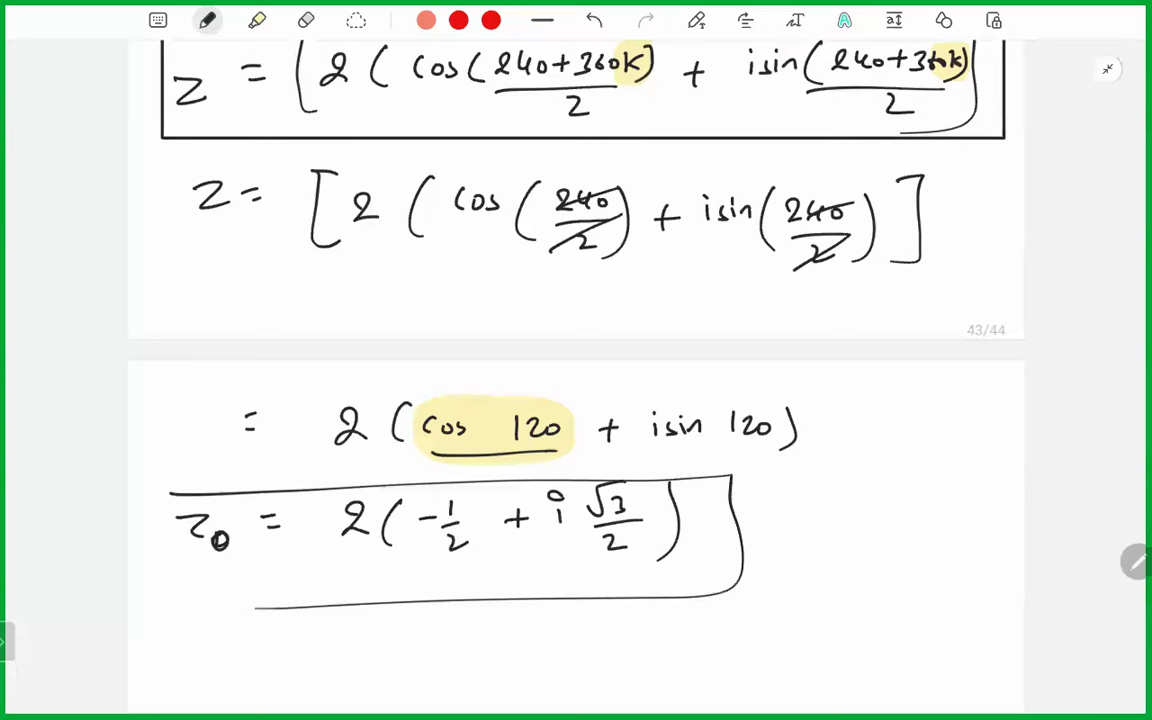 Z = [2 (cos(240+360k)/2 + isin(240+360k)/2
Z = [2 (cos(240/2) + isin(240/2)]
43/44
= 2 (cos 120 + isin 120)
Z₀ = 2(-1/2 + i √3/2)